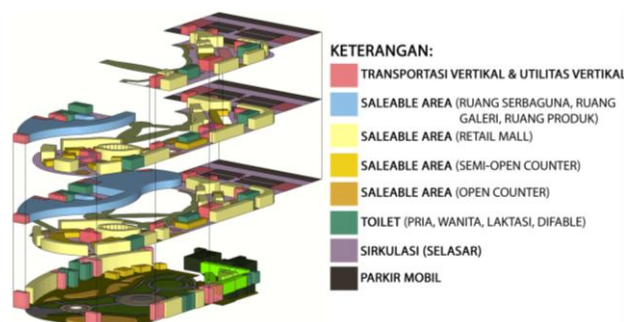 KETERANGAN:
TRANSPORTASI VERTIKAL & UTILITAS VERTIKAL
SALEABLE AREA (RUANG SERBAGUNA, RUANG
GALERI, RUANG PRODUK)
SALEABLE AREA (RETAIL MALL)
SALEABLE AREA (SEMI-OPEN COUNTER)
SALEABLE AREA (OPEN COUNTER)
TOILET (PRIA, WANITA, LAKTASI, DIFABLE)
SIRKULASI (SELASAR)
PARKIR MOBIL